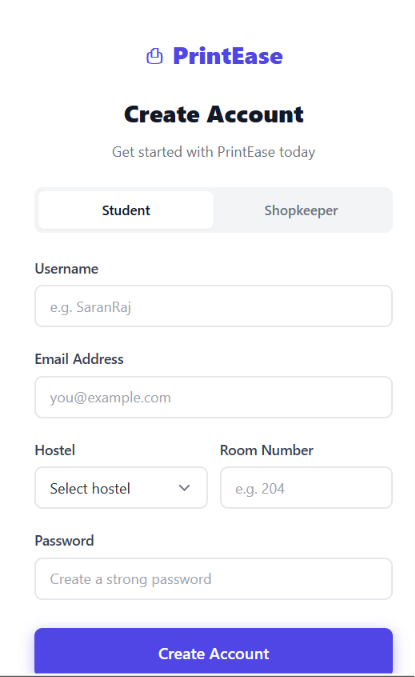 PrintEase
Create Account
Get started with PrintEase today
Student Shopkeeper
Username
e.g. SaranRaj
Email Address
you@example.com
Hostel Room Number
Select hostel e.g. 204
Password
Create a strong password
Create Account